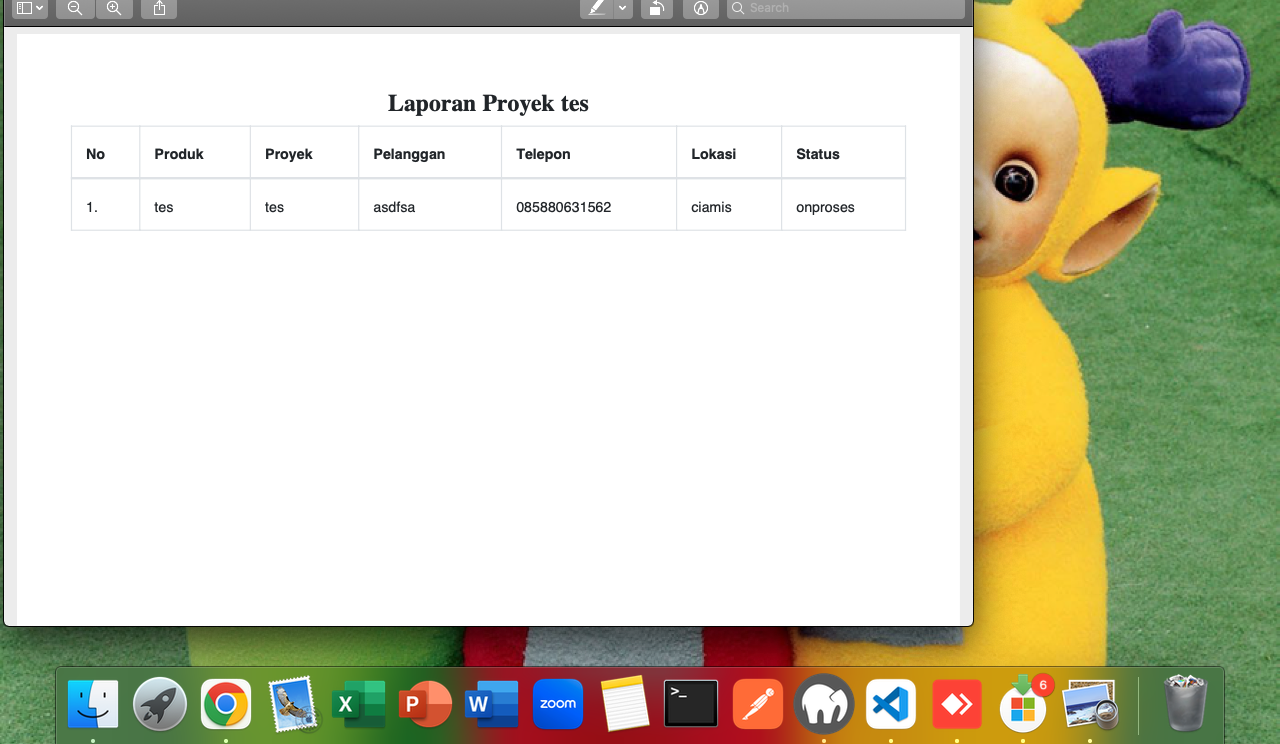 Search
Laporan Proyek tes
No Produk Proyek Pelanggan Telepon Lokasi Status
1. tes tes asdfsa 085880631562 ciamis onproses
X P W zoom >_ 6